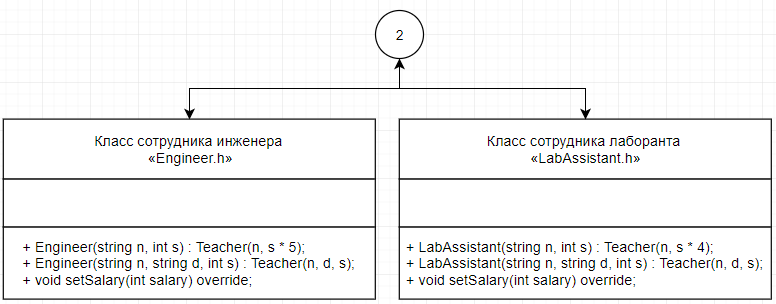 2
Класс сотрудника инженера
«Engineer.h»
+ Engineer(string n, int s) : Teacher(n, s * 5);
+ Engineer(string n, string d, int s) : Teacher(n, d, s);
+ void setSalary(int salary) override;
Класс сотрудника лаборанта
«LabAssistant.h»
+ LabAssistant(string n, int s) : Teacher(n, s * 4);
+ LabAssistant(string n, string d, int s) : Teacher(n, d, s);
+ void setSalary(int salary) override;